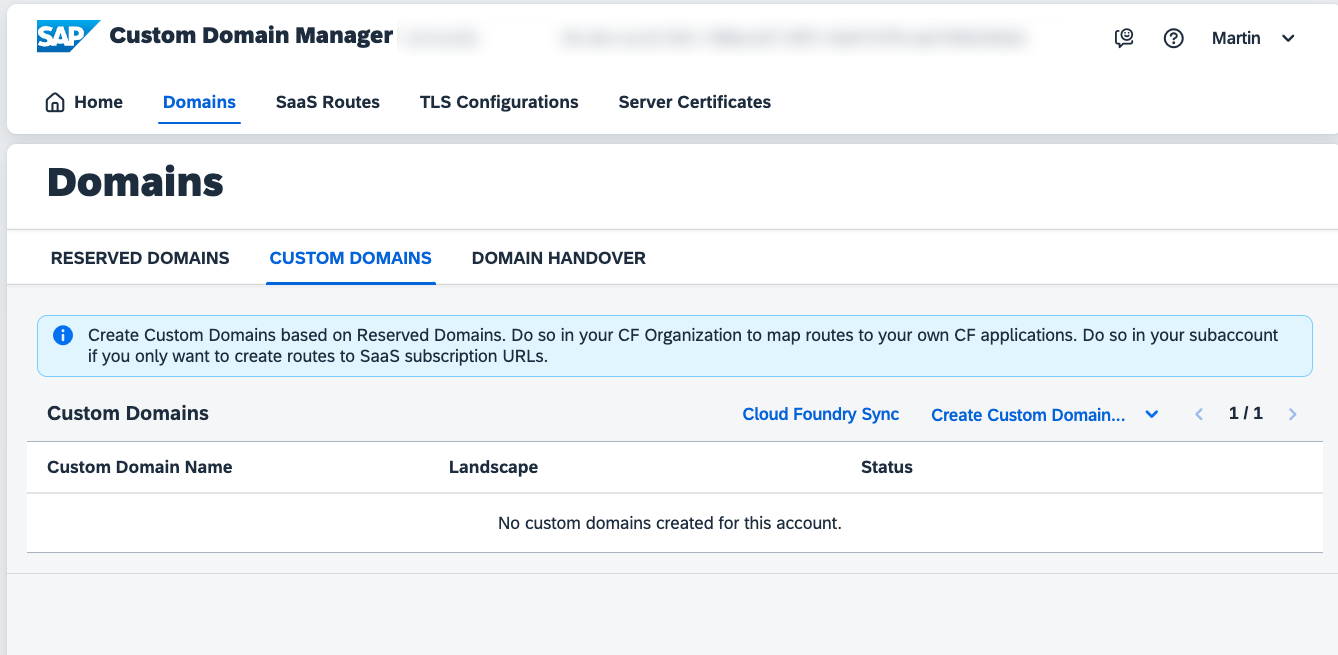 SAP Custom Domain Manager
Martin
Home Domains SaaS Routes TLS Configurations Server Certificates
Domains
RESERVED DOMAINS CUSTOM DOMAINS DOMAIN HANDOVER
Create Custom Domains based on Reserved Domains. Do so in your CF Organization to map routes to your own CF applications. Do so in your subaccount
if you only want to create routes to SaaS subscription URLs.
Custom Domains Cloud Foundry Sync Create Custom Domain... 1 / 1
Custom Domain Name Landscape Status
No custom domains created for this account.